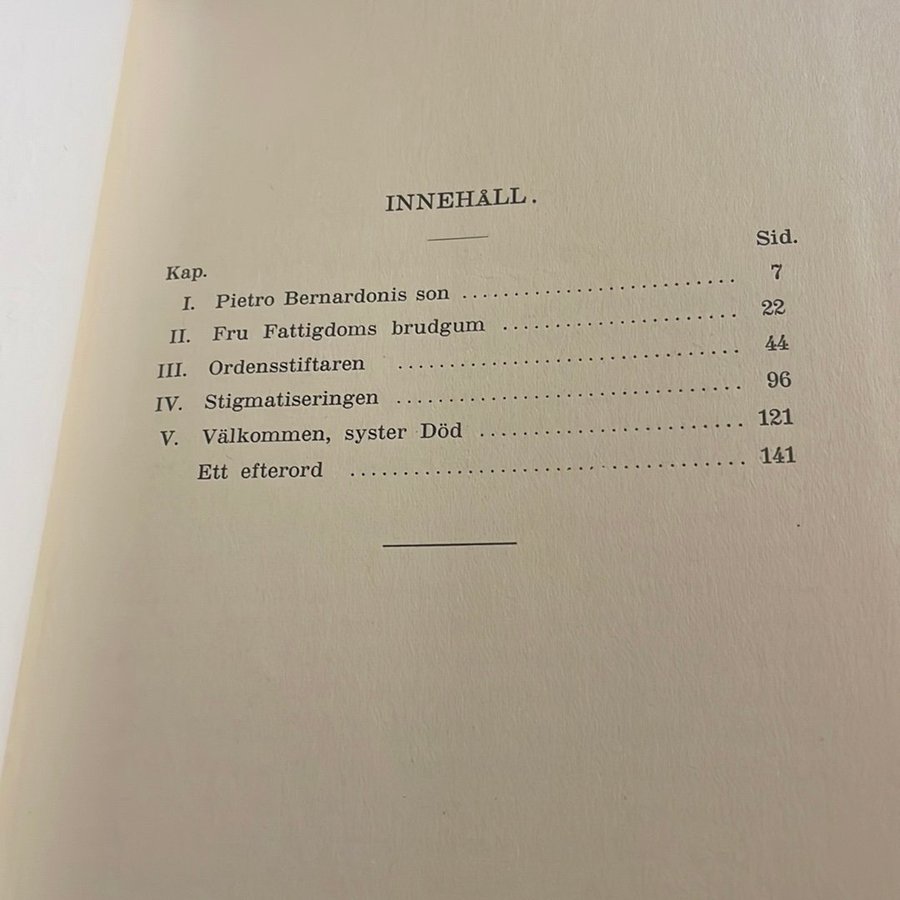 INNEHÅLL.
Kap. Sid.
I. Pietro Bernardonis son ........................... 7
II. Fru Fattigdoms brudgum ........................ 22
III. Ordensstiftaren ................................. 44
IV. Stigmatiseringen ................................. 96
V. Välkommen, syster Död .......................... 121
Ett efterord ..................................... 141